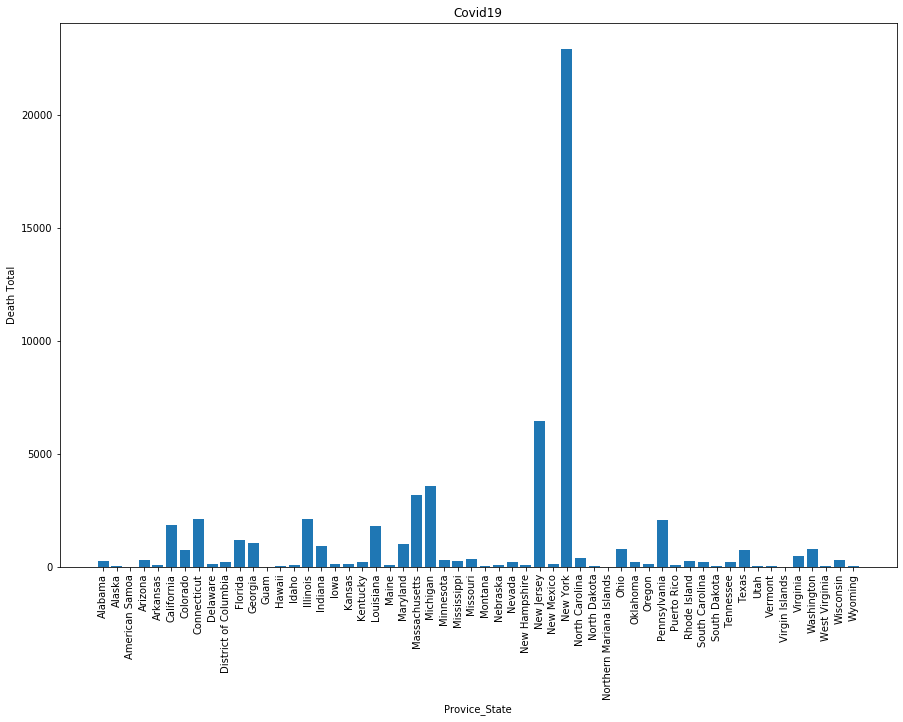 Covid19
Death Total
20000
15000
10000
5000
0
Alabama
Alaska
American Samoa
Arizona
Arkansas
California
Colorado
Connecticut
Delaware
District of Columbia
Florida
Georgia
Guam
Hawaii
Idaho
Illinois
Indiana
Iowa
Kansas
Kentucky
Louisiana
Maine
Maryland
Massachusetts
Michigan
Minnesota
Mississippi
Missouri
Montana
Nebraska
Nevada
New Hampshire
New Jersey
New Mexico
New York
North Carolina
North Dakota
Northern Mariana Islands
Ohio
Oklahoma
Oregon
Pennsylvania
Puerto Rico
Rhode Island
South Carolina
South Dakota
Tennessee
Texas
Utah
Vermont
Virgin Islands
Virginia
Washington
West Virginia
Wisconsin
Wyoming
Provice_State